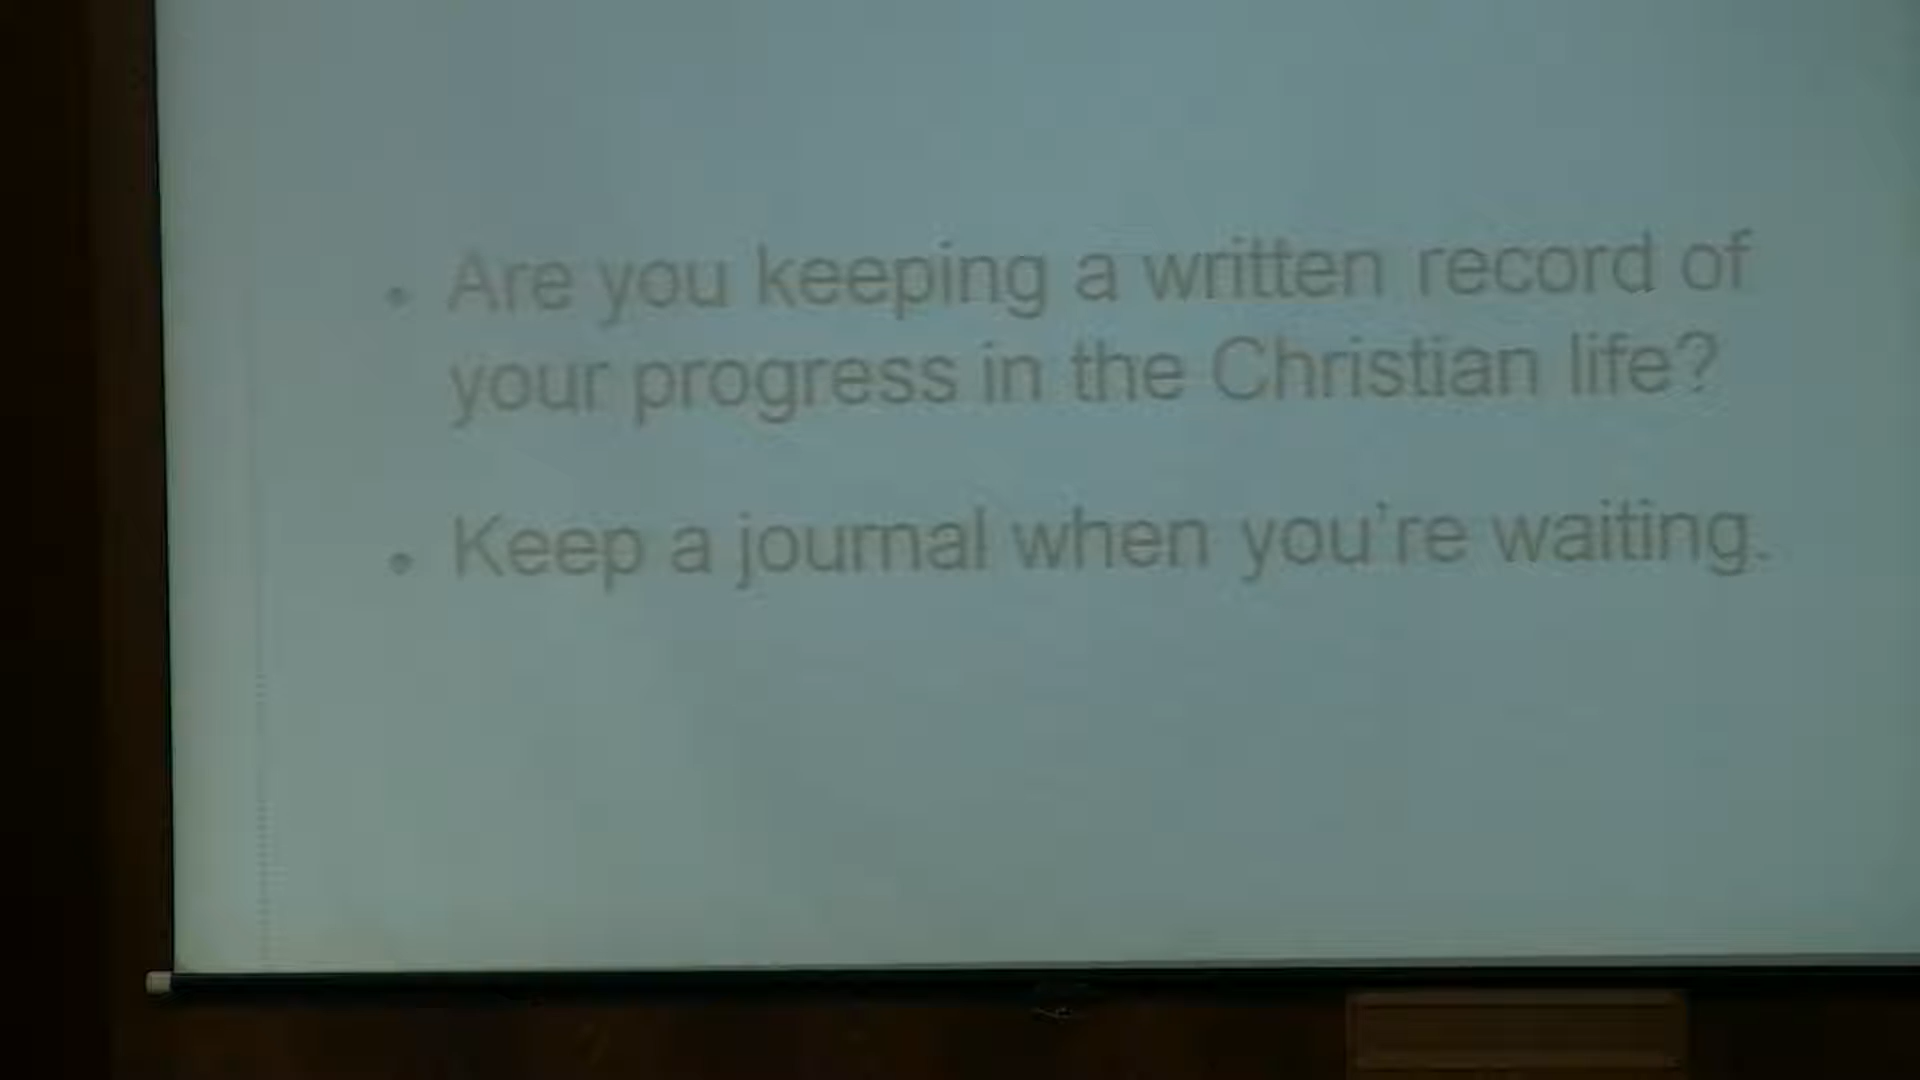 • Are you keeping a written record of
your progress in the Christian life?
• Keep a journal when you're waiting.